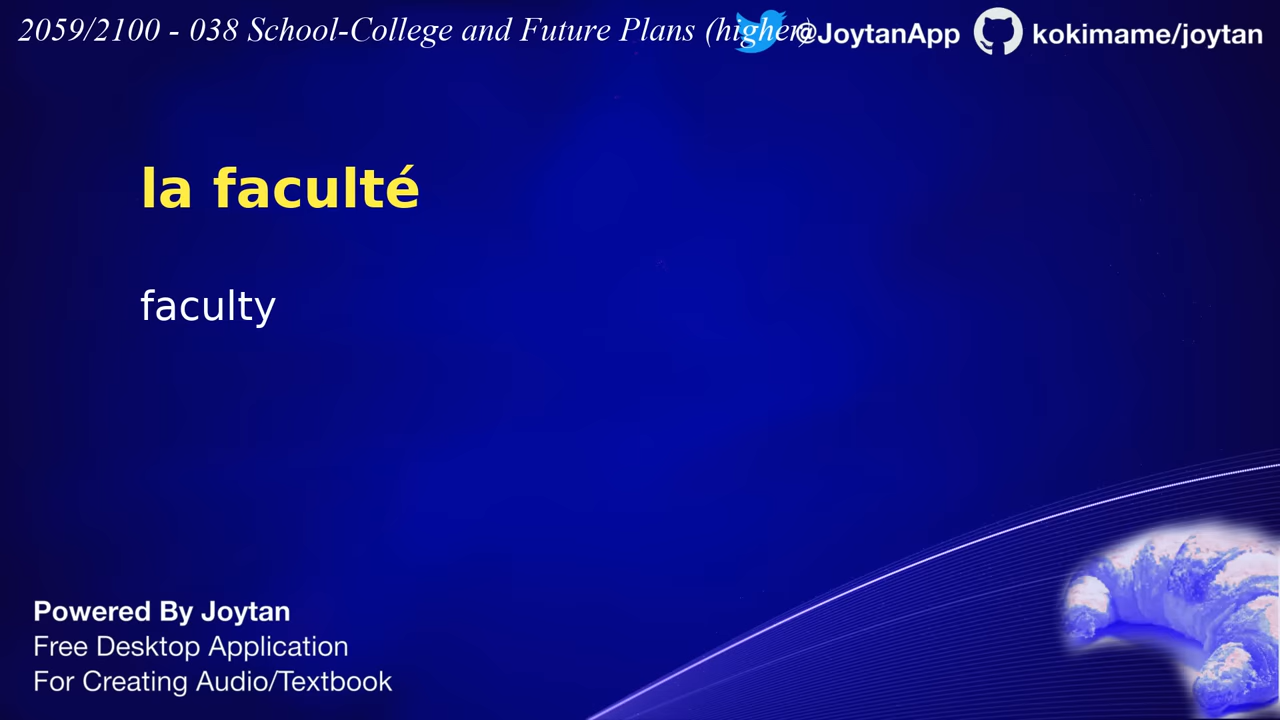 2059/2100 - 038 School-College and Future Plans (higher)
@JoytanApp kokimame/joytan
la faculté
faculty
Powered By Joytan
Free Desktop Application
For Creating Audio/Textbook